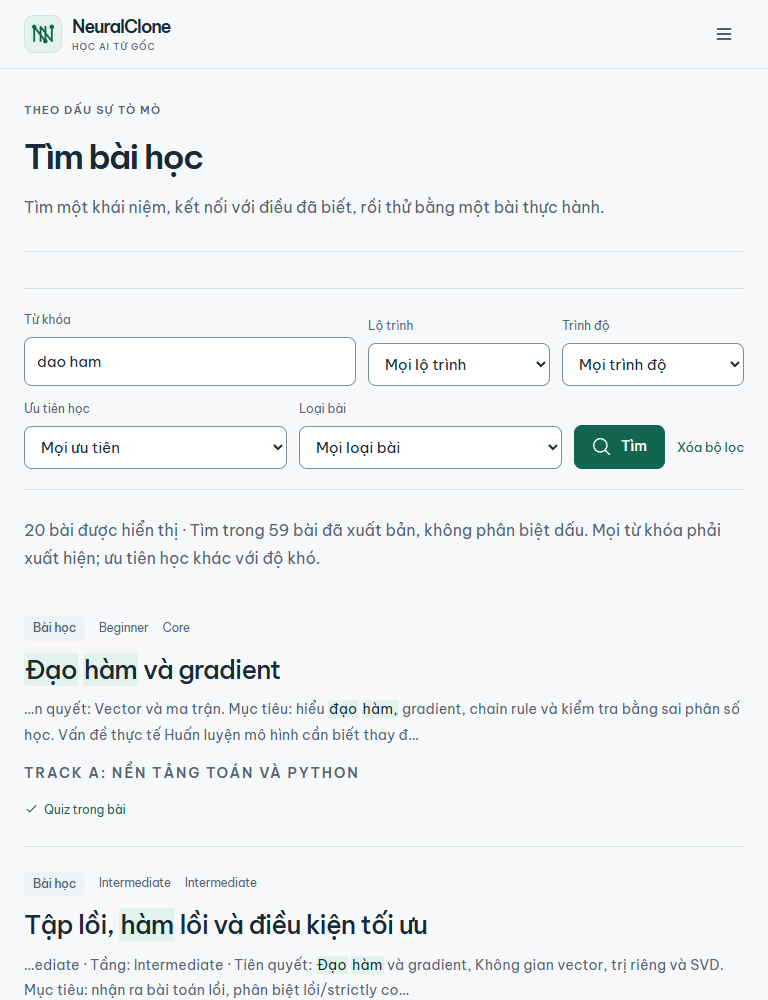 NeuralClone
HỌC AI TỪ GỐC
THEO DẤU SỰ TÒ MÒ
Tìm bài học
Tìm một khái niệm, kết nối với điều đã biết, rồi thử bằng một bài thực hành.
Từ khóa
Lộ trình
Trình độ
dao ham
Mọi lộ trình
Mọi trình độ
Ưu tiên học
Loại bài
Mọi ưu tiên
Mọi loại bài
Tìm
Xóa bộ lọc
20 bài được hiển thị · Tìm trong 59 bài đã xuất bản, không phân biệt dấu. Mọi từ khóa phải
xuất hiện; ưu tiên học khác với độ khó.
Bài học Beginner Core
Đạo hàm và gradient
...n quyết: Vector và ma trận. Mục tiêu: hiểu đạo hàm, gradient, chain rule và kiểm tra bằng sai phân số
học. Vấn đề thực tế Huấn luyện mô hình cần biết thay đ...
TRACK A: NỀN TẢNG TOÁN VÀ PYTHON
Quiz trong bài
Bài học Intermediate Intermediate
Tập lồi, hàm lồi và điều kiện tối ưu
...ediate · Tầng: Intermediate · Tiên quyết: Đạo hàm và gradient, Không gian vector, trị riêng và SVD.
Mục tiêu: nhận ra bài toán lồi, phân biệt lồi/strictly co...